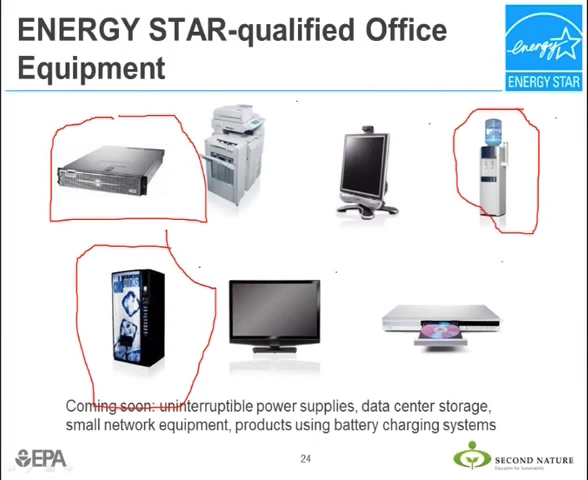 ENERGY STAR-qualified Office
Equipment
energy
ENERGY STAR
Coming soon: uninterruptible power supplies, data center storage,
small network equipment, products using battery charging systems
EPA
24
SECOND NATURE
Education for Sustainability